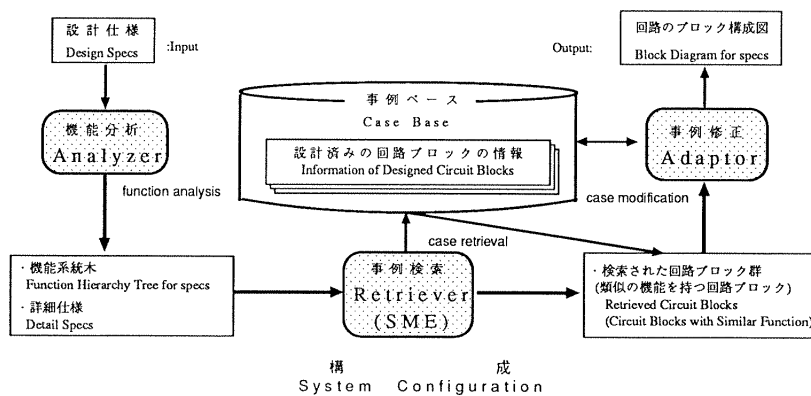 設計仕様
Design Specs
:Input
機能分析
Analyzer
function analysis
・機能系統木
Function Hierarchy Tree for specs
・詳細仕様
Detail Specs
事例ベース
Case Base
設計済みの回路ブロックの情報
Information of Designed Circuit Blocks
case retrieval
事例検索
Retriever
(SME)
Output:
回路のブロック構成図
Block Diagram for specs
事例修正
Adaptor
case modification
・検索された回路ブロック群
(類似の機能を持つ回路ブロック)
Retrieved Circuit Blocks
(Circuit Blocks with Similar Function)
構 成
System Configuration